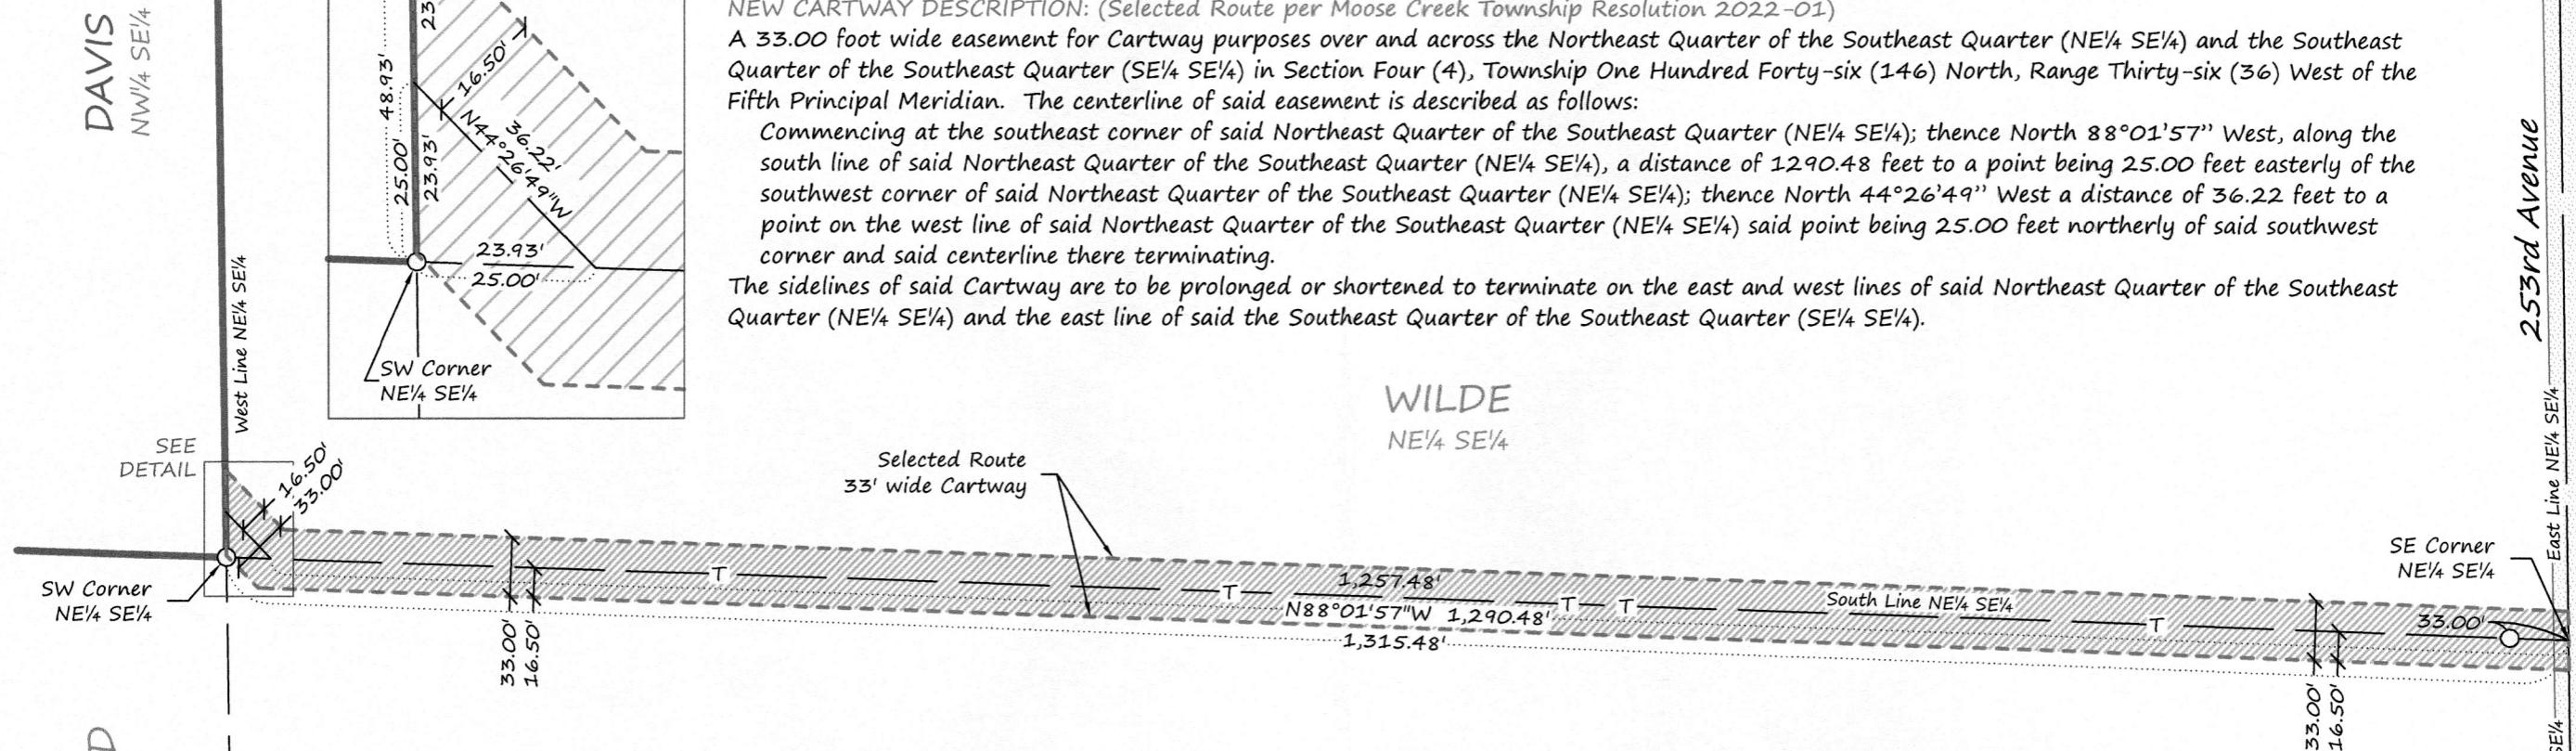 NEW CARTWAY DESCRIPTION: (Selected Route per Moose Creek Township Resolution 2022-01)
A 33.00 foot wide easement for Cartway purposes over and across the Northeast Quarter of the Southeast Quarter (NE¼ SE¼) and the Southeast
Quarter of the Southeast Quarter (SE¼ SE¼) in Section Four (4), Township One Hundred Forty-six (146) North, Range Thirty-six (36) West of the
Fifth Principal Meridian. The centerline of said easement is described as follows:
Commencing at the southeast corner of said Northeast Quarter of the Southeast Quarter (NE¼ SE¼); thence North 88°01'57” West, along the
south line of said Northeast Quarter of the Southeast Quarter (NE¼ SE¼), a distance of 1290.48 feet to a point being 25.00 feet easterly of the
southwest corner of said Northeast Quarter of the Southeast Quarter (NE¼ SE¼); thence North 44°26'49” West a distance of 36.22 feet to a
point on the west line of said Northeast Quarter of the Southeast Quarter (NE¼ SE¼) said point being 25.00 feet northerly of said southwest
corner and said centerline there terminating.
The sidelines of said Cartway are to be prolonged or shortened to terminate on the east and west lines of said Northeast Quarter of the Southeast
Quarter (NE¼ SE¼) and the east line of said the Southeast Quarter of the Southeast Quarter (SE¼ SE¼).
DAVIS
NW¼ SE¼
West Line NE¼ SE¼
48.93'
25.00'
23.93'
23
16.50'
36.22'
N44°26'49"W
23.93'
25.00'
SW Corner
NE¼ SE¼
SEE
DETAIL
16.50'
33.00'
SW Corner
NE¼ SE¼
WILDE
NE¼ SE¼
Selected Route
33' wide Cartway
253rd Avenue
East Line NE¼ SE¼
SE Corner
NE¼ SE¼
T
T
T
T
T
1,257.48'
N88°01'57"W 1,290.48'
1,315.48'
South Line NE¼ SE¼
33.00'
33.00'
16.50'
33.00'
16.50'
D
SE¼